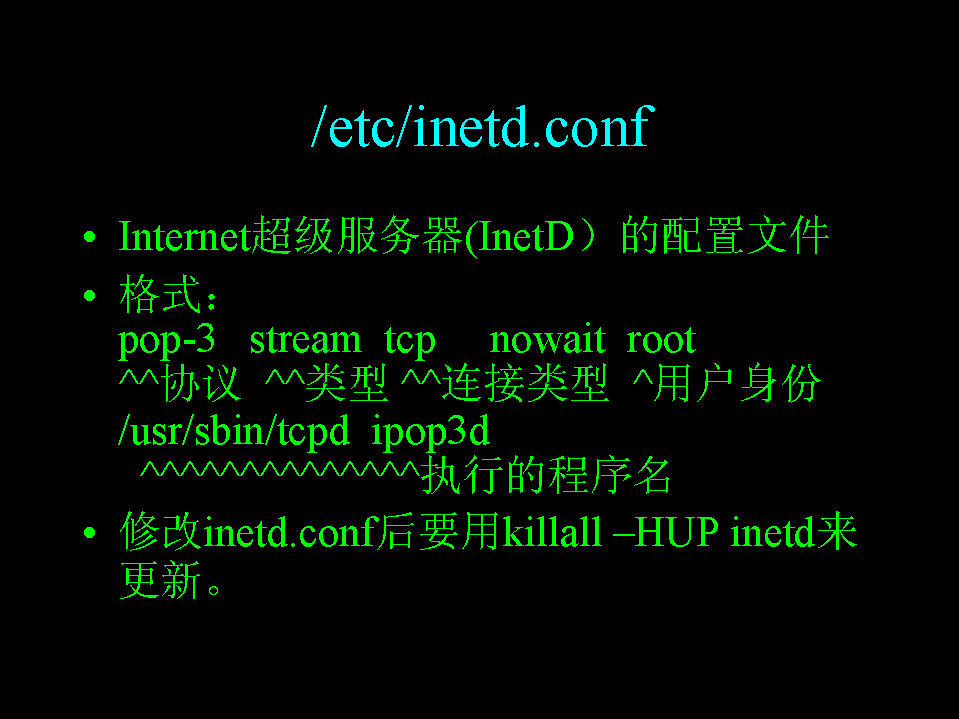 /etc/inetd.conf
• Internet超级服务器(InetD）的配置文件
• 格式：
pop-3 stream tcp nowait root
^^协议 ^^类型 ^^连接类型 ^用户身份
/usr/sbin/tcpd ipop3d
^^^^^^^^^^^^^^执行的程序名
• 修改inetd.conf后要用killall –HUP inetd来
更新。